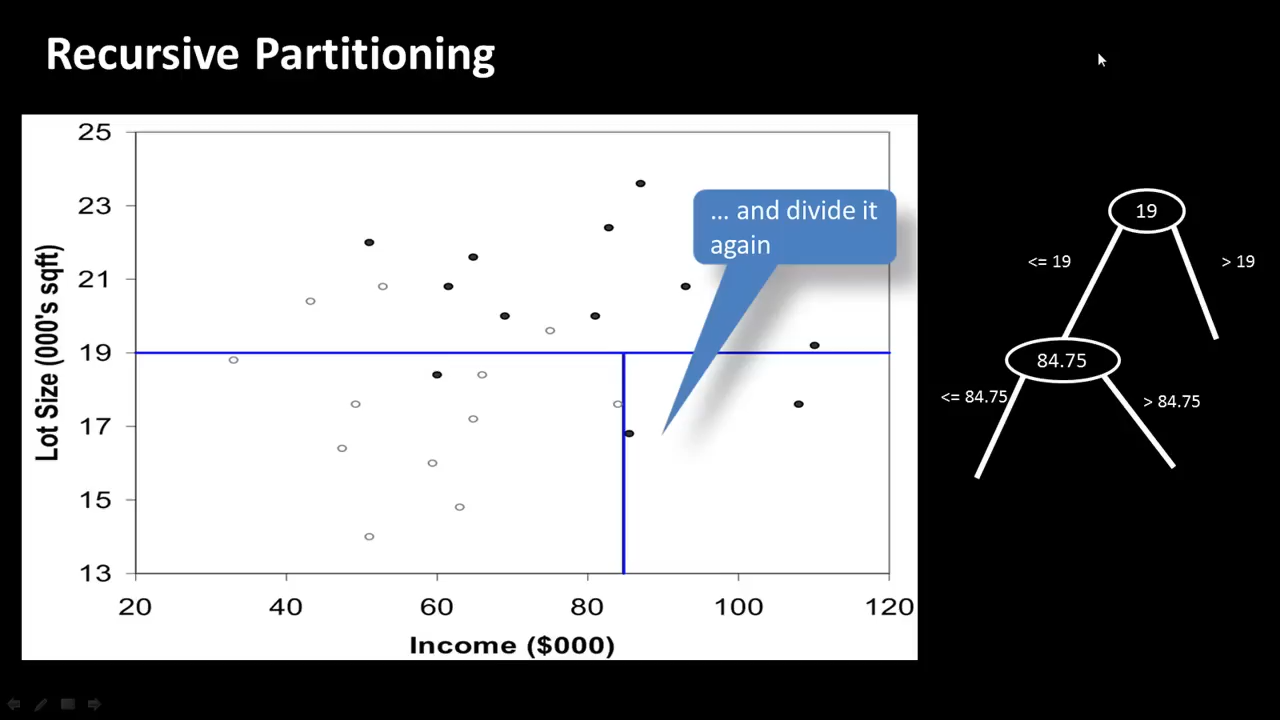 Recursive Partitioning
25
23
21
19
17
15
13
Lot Size (000's sqft)
20 40 60 80 100 120
Income ($000)
... and divide it
again
19
<= 19 > 19
84.75
<= 84.75 > 84.75